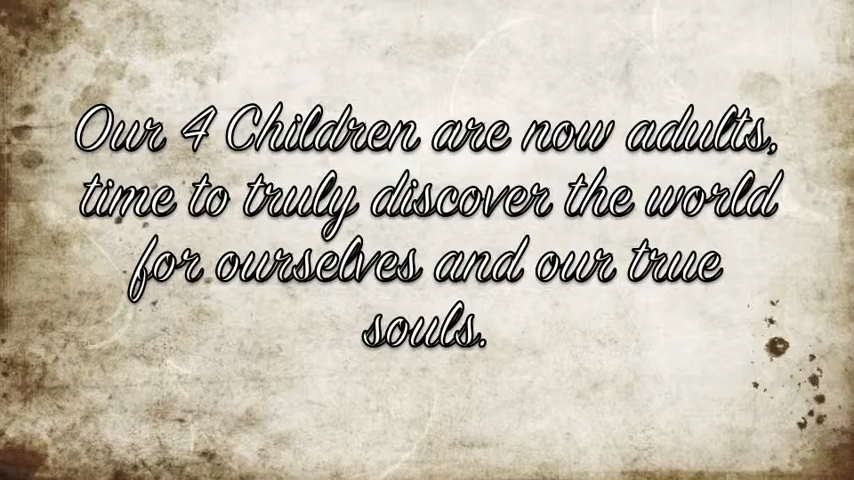 Our 4 Children are now adults,
time to truly discover the world
for ourselves and our true
souls.